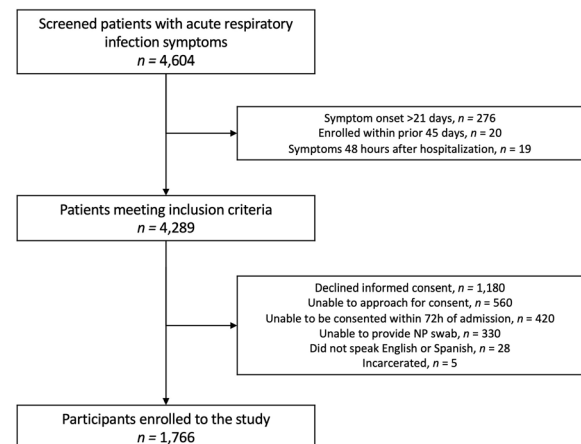 Screened patients with acute respiratory
infection symptoms
n = 4,604
Symptom onset >21 days, n = 276
Enrolled within prior 45 days, n = 20
Symptoms 48 hours after hospitalization, n = 19
Patients meeting inclusion criteria
n = 4,289
Declined informed consent, n = 1,180
Unable to approach for consent, n = 560
Unable to be consented within 72h of admission, n = 420
Unable to provide NP swab, n = 330
Did not speak English or Spanish, n = 28
Incarcerated, n = 5
Participants enrolled to the study
n = 1,766